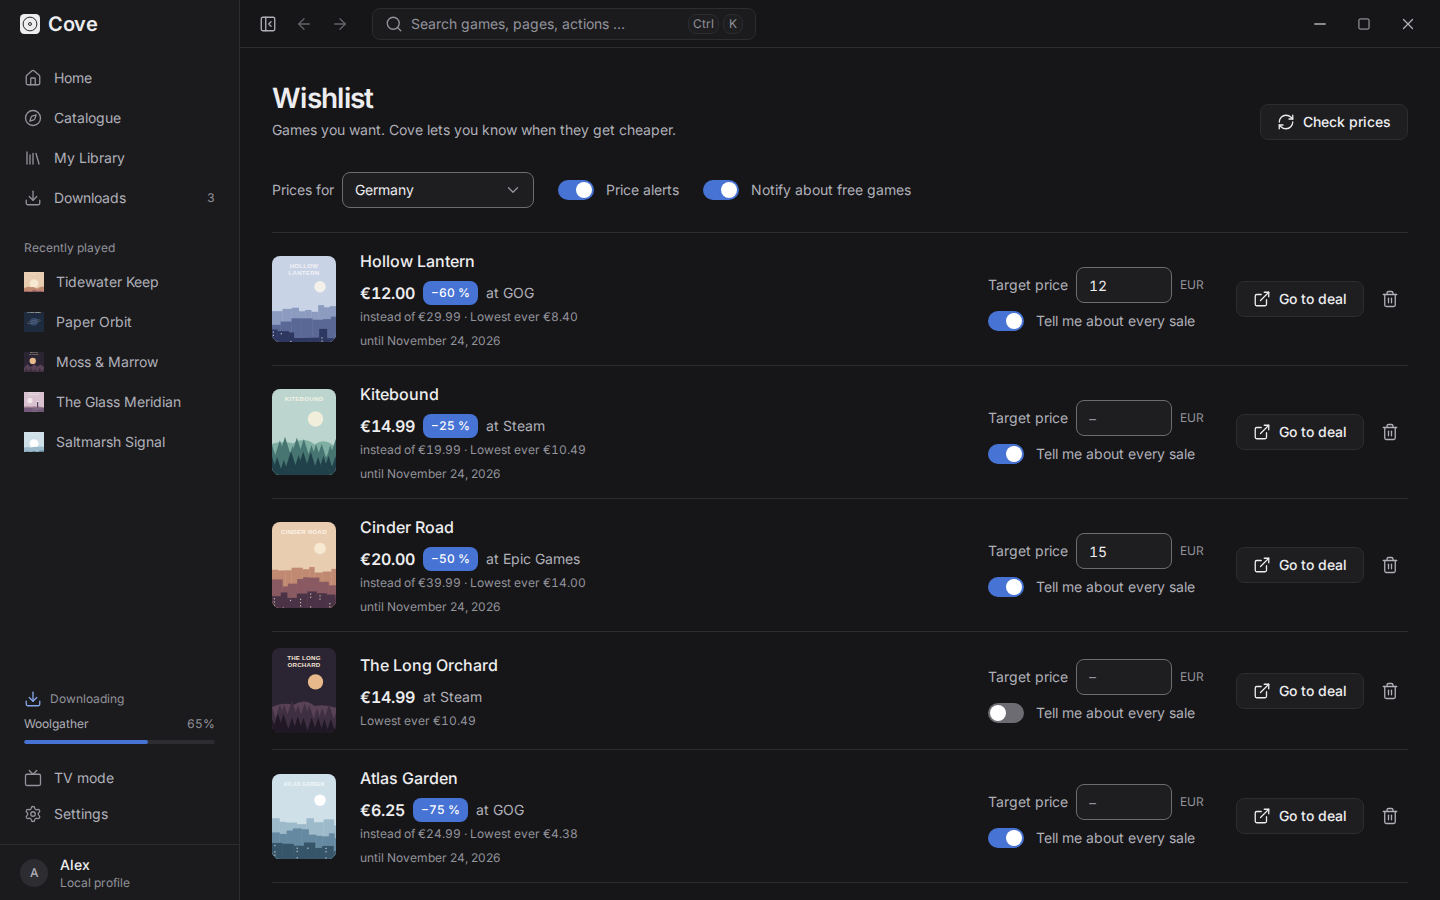 Cove
Search games, pages, actions ...
Ctrl
K
Home
Catalogue
My Library
Downloads
3
Recently played
Tidewater Keep
Paper Orbit
Moss & Marrow
The Glass Meridian
Saltmarsh Signal
Downloading
Woolgather
65%
TV mode
Settings
A
Alex
Local profile
Wishlist
Games you want. Cove lets you know when they get cheaper.
Check prices
Prices for
Germany
Price alerts
Notify about free games
HOLLOW
LANTERN
Hollow Lantern
€12.00
−60 %
at GOG
instead of €29.99 · Lowest ever €8.40
until November 24, 2026
Target price
12
EUR
Tell me about every sale
Go to deal
KITEBOUND
Kitebound
€14.99
−25 %
at Steam
instead of €19.99 · Lowest ever €10.49
until November 24, 2026
Target price
–
EUR
Tell me about every sale
Go to deal
CINDER ROAD
Cinder Road
€20.00
−50 %
at Epic Games
instead of €39.99 · Lowest ever €14.00
until November 24, 2026
Target price
15
EUR
Tell me about every sale
Go to deal
THE LONG
ORCHARD
The Long Orchard
€14.99
at Steam
Lowest ever €10.49
Target price
–
EUR
Tell me about every sale
Go to deal
ATLAS GARDEN
Atlas Garden
€6.25
−75 %
at GOG
instead of €24.99 · Lowest ever €4.38
until November 24, 2026
Target price
–
EUR
Tell me about every sale
Go to deal